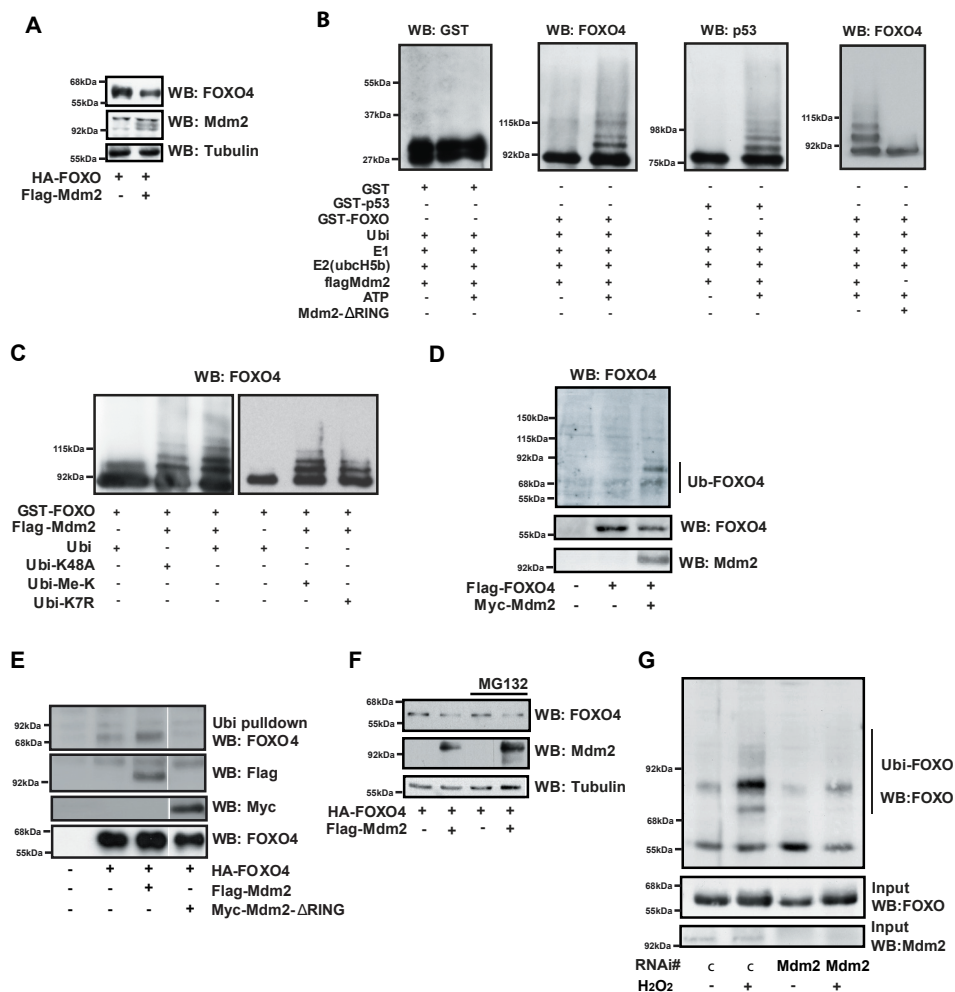 A
68kDa
55kDa
WB: FOXO4
92kDa
WB: Mdm2
55kDa
WB: Tubulin
HA-FOXO + +
Flag-Mdm2 - +
B
WB: GST WB: FOXO4 WB: p53 WB: FOXO4
55kDa
37kDa
27kDa
115kDa
92kDa
98kDa
75kDa
115kDa
92kDa
GST + + - - - - - -
GST-p53 - - - - + + - -
GST-FOXO - - + + - - + +
Ubi + + + + + + + +
E1 + + + + + + + +
E2(ubcH5b) + + + + + + + +
flagMdm2 + + + + + + + -
ATP - + - + - + + +
Mdm2-ΔRING - - - - - - - +
C
WB: FOXO4
115kDa
92kDa
GST-FOXO + + + + + +
Flag-Mdm2 - + + - + +
Ubi + - + + - -
Ubi-K48A - + - - - -
Ubi-Me-K - - - - + -
Ubi-K7R - - - - - +
D
WB: FOXO4
150kDa
115kDa
92kDa
68kDa
55kDa
Ub-FOXO4
55kDa
WB: FOXO4
92kDa
WB: Mdm2
Flag-FOXO4 - + +
Myc-Mdm2 - - +
E
92kDa
68kDa
Ubi pulldown
WB: FOXO4
92kDa
WB: Flag
WB: Myc
68kDa
55kDa
WB: FOXO4
- + + + HA-FOXO4
- - + - Flag-Mdm2
- - - + Myc-Mdm2-ΔRING
F
MG132
68kDa
55kDa
WB: FOXO4
92kDa
WB: Mdm2
55kDa
WB: Tubulin
HA-FOXO4 + + + +
Flag-Mdm2 - + - +
G
92kDa
68kDa
55kDa
Ubi-FOXO
WB:FOXO
68kDa
55kDa
Input
WB:FOXO
92kDa
Input
WB:Mdm2
RNAi# c c Mdm2 Mdm2
H2O2 - + - +